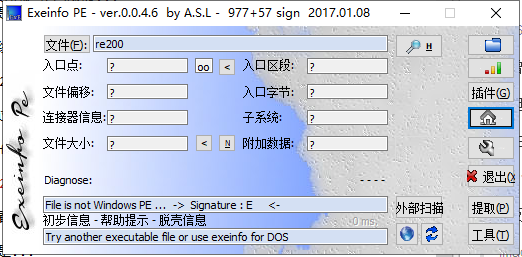 Exeinfo PE - ver.0.0.4.6 by A.S.L - 977+57 sign 2017.01.08
文件(F): re200 H
入口点: ? oo < 入口区段: ?
文件偏移: ? 入口字节: ? 插件(G)
连接器信息: ? 子系统: ?
文件大小: ? < N 附加数据: ?
Exeinfo Pe
Diagnose: ---- 退出(X
File is not Windows PE ... -> Signature : E <- 外部扫描 提取(P)
初步信息 - 帮助提示 - 脱壳信息 0 ms.
Try another executable file or use exeinfo for DOS 工具(T)